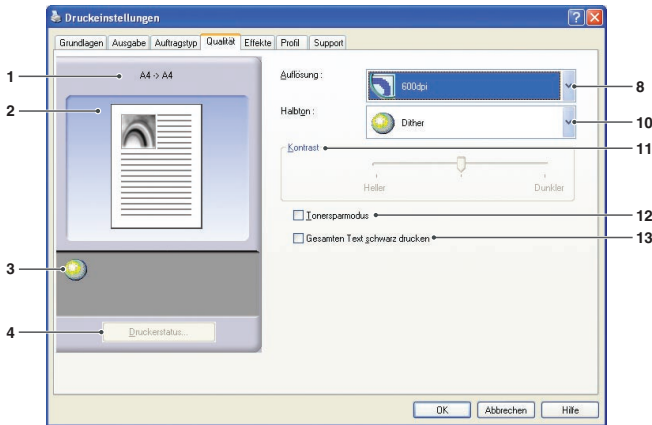 Druckeinstellungen
Grundlagen Ausgabe Auftragstyp Qualität Effekte Profil Support
1
A4 -> A4
2
3
4
Druckerstatus...
Auflösung :
600dpi
8
Halbton :
Dither
10
Kontrast
11
Heller Dunkler
Tonersparmodus
12
Gesamten Text schwarz drucken
13
OK Abbrechen Hilfe